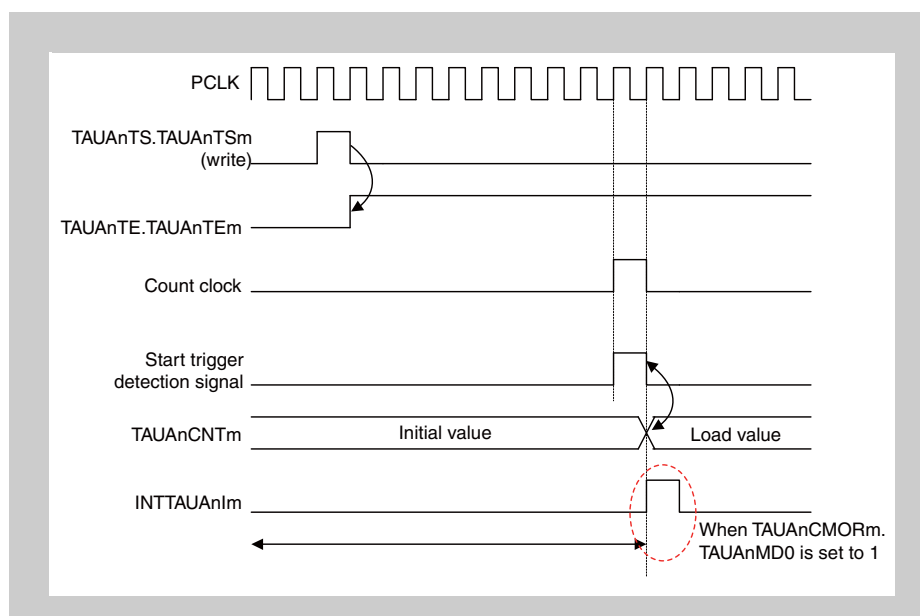 PCLK
TAUAnTS.TAUAnTSm
(write)
TAUAnTE.TAUAnTEm
Count clock
Start trigger
detection signal
TAUAnCNTm
Initial value
Load value
INTTAUAnIm
When TAUAnCMORm.
TAUAnMD0 is set to 1